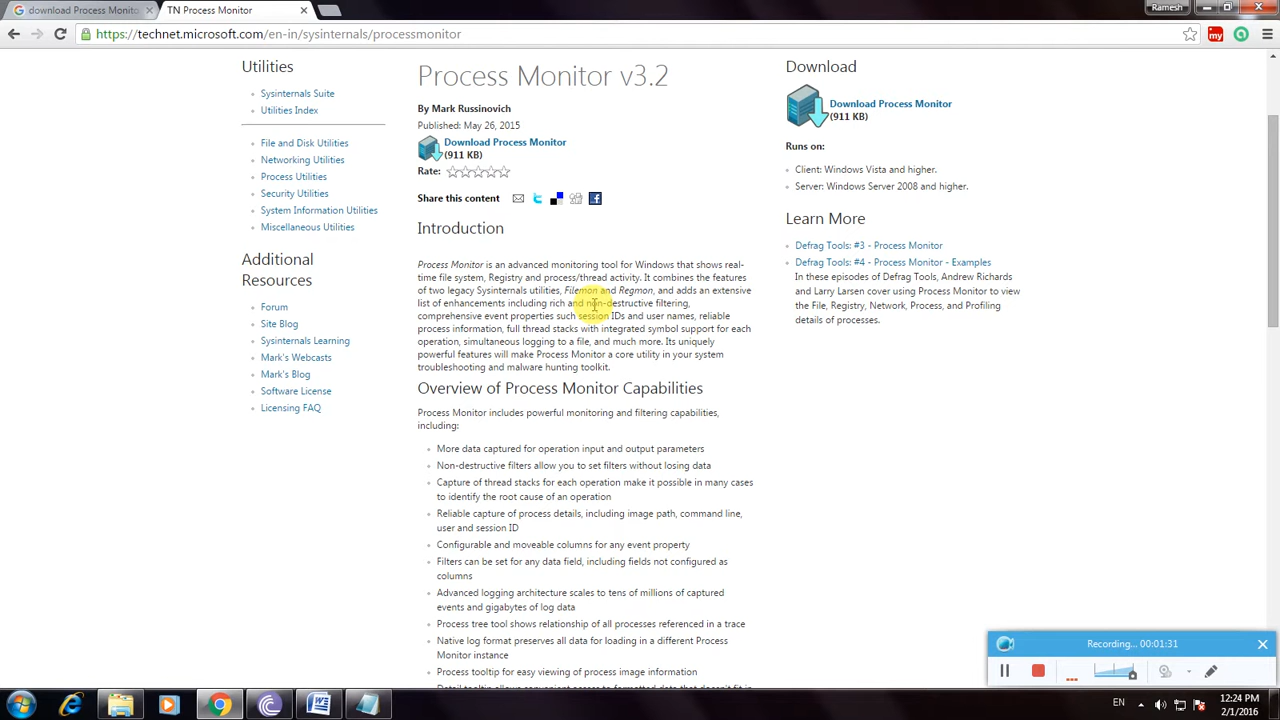 download Process Monito
TN Process Monitor
Ramesh
https://technet.microsoft.com/en-in/sysinternals/processmonitor
my
Utilities
Sysinternals Suite
Utilities Index
File and Disk Utilities
Networking Utilities
Process Utilities
Security Utilities
System Information Utilities
Miscellaneous Utilities
Additional
Resources
Forum
Site Blog
Sysinternals Learning
Mark's Webcasts
Mark's Blog
Software License
Licensing FAQ
Process Monitor v3.2
By Mark Russinovich
Published: May 26, 2015
Download Process Monitor
(911 KB)
Rate:
Share this content
Introduction
Process Monitor is an advanced monitoring tool for Windows that shows real-
time file system, Registry and process/thread activity. It combines the features
of two legacy Sysinternals utilities, Filemon and Regmon, and adds an extensive
list of enhancements including rich and non-destructive filtering,
comprehensive event properties such session IDs and user names, reliable
process information, full thread stacks with integrated symbol support for each
operation, simultaneous logging to a file, and much more. Its uniquely
powerful features will make Process Monitor a core utility in your system
troubleshooting and malware hunting toolkit.
Overview of Process Monitor Capabilities
Process Monitor includes powerful monitoring and filtering capabilities,
including:
More data captured for operation input and output parameters
Non-destructive filters allow you to set filters without losing data
Capture of thread stacks for each operation make it possible in many cases
to identify the root cause of an operation
Reliable capture of process details, including image path, command line,
user and session ID
Configurable and moveable columns for any event property
Filters can be set for any data field, including fields not configured as
columns
Advanced logging architecture scales to tens of millions of captured
events and gigabytes of log data
Process tree tool shows relationship of all processes referenced in a trace
Native log format preserves all data for loading in a different Process
Monitor instance
Process tooltip for easy viewing of process image information
Detail tooltip allows convenient access to formatted data that doesn't fit in
Download
Download Process Monitor
(911 KB)
Runs on:
Client: Windows Vista and higher.
Server: Windows Server 2008 and higher.
Learn More
Defrag Tools: #3 - Process Monitor
Defrag Tools: #4 - Process Monitor - Examples
In these episodes of Defrag Tools, Andrew Richards
and Larry Larsen cover using Process Monitor to view
the File, Registry, Network, Process, and Profiling
details of processes.
Recording... 00:01:31
EN
12:24 PM
2/1/2016